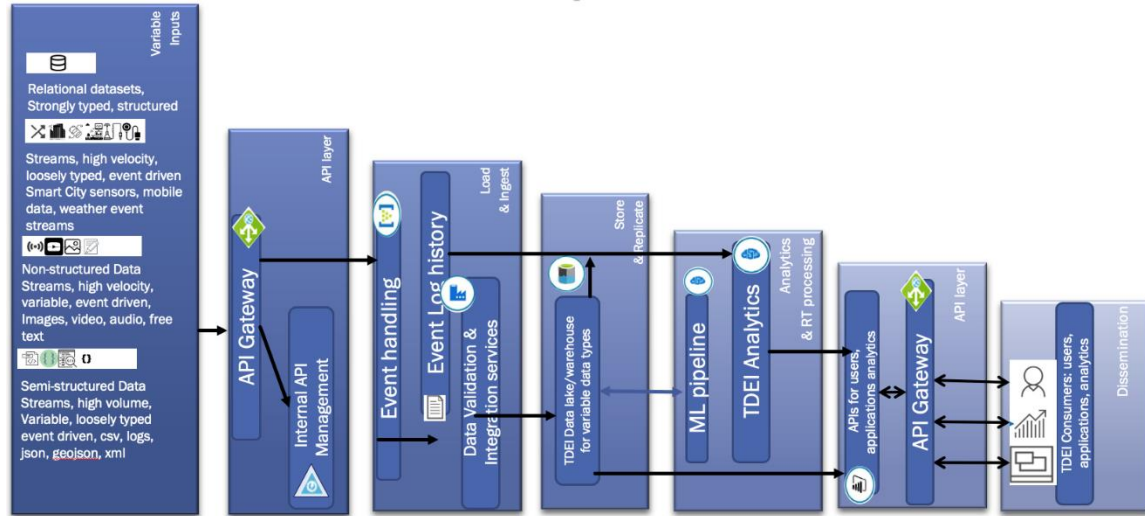 Variable
Inputs
Relational datasets,
Strongly typed, structured
Streams, high velocity,
loosely typed, event driven
Smart City sensors, mobile
data, weather event
streams
Non-structured Data
Streams, high velocity,
variable, event driven,
Images, video, audio, free
text
{}
Semi-structured Data
Streams, high volume,
Variable, loosely typed
event driven, csv, logs,
json, geojson, xml
API layer
API Gateway
Internal API
Management
Load
& Ingest
Event handling
Event Log history
Data Validation &
Integration services
Store
& Replicate
TDEI Data lake/warehouse
for variable data types
Analytics
& RT processing
ML pipeline
TDEI Analytics
API layer
APIs for users,
applications analytics
API Gateway
Dissemination
TDEI Consumers: users,
applications, analytics